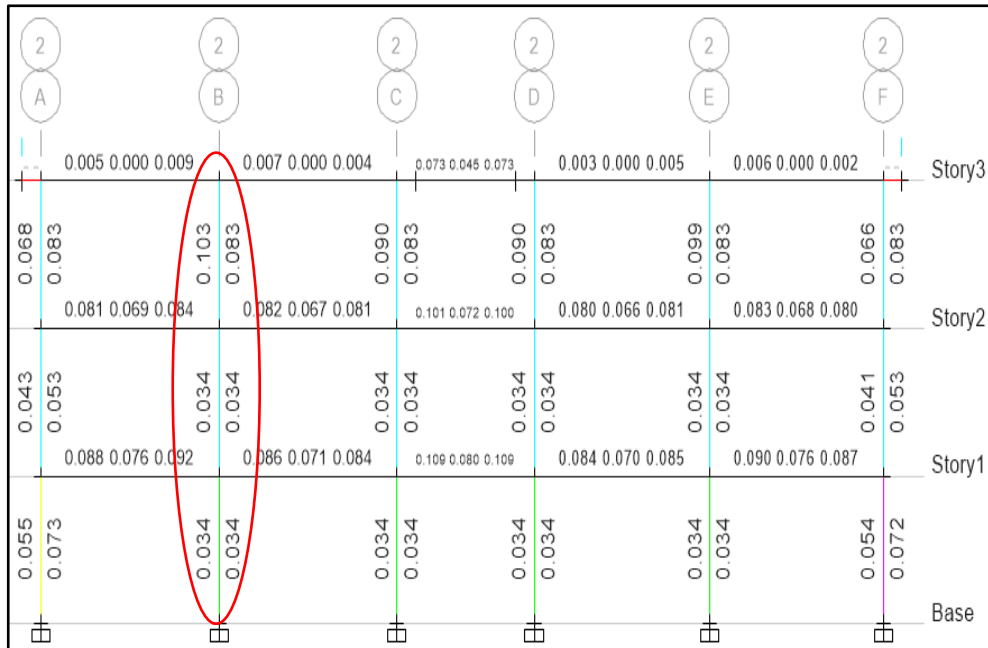 2 2 2 2 2 2
A B C D E F
0.005 0.000 0.009 0.007 0.000 0.004 0.073 0.045 0.073 0.003 0.000 0.005 0.006 0.000 0.002
Story3
0.068 0.083 0.103 0.083 0.090 0.083 0.090 0.083 0.099 0.083 0.066 0.083
0.081 0.069 0.084 0.082 0.067 0.081 0.101 0.072 0.100 0.080 0.066 0.081 0.083 0.068 0.080
Story2
0.043 0.053 0.034 0.034 0.034 0.034 0.034 0.034 0.034 0.034 0.041 0.053
0.088 0.076 0.092 0.086 0.071 0.084 0.109 0.080 0.109 0.084 0.070 0.085 0.090 0.076 0.087
Story1
0.055 0.073 0.034 0.034 0.034 0.034 0.034 0.034 0.034 0.034 0.054 0.072
Base